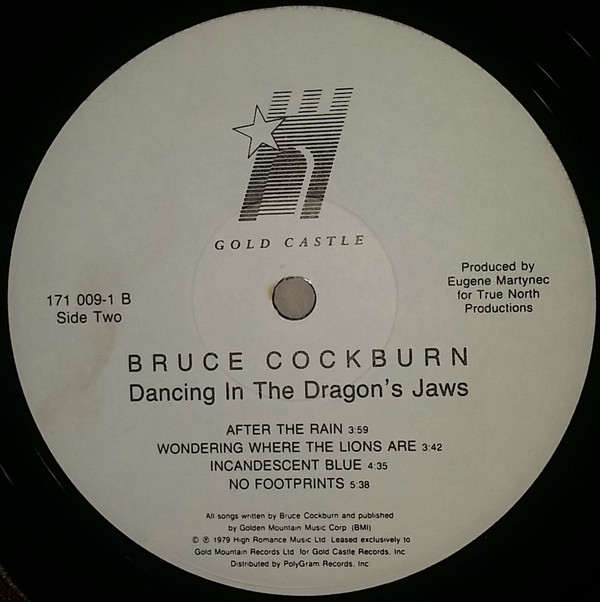 GOLD CASTLE
171 009-1 B
Side Two
Produced by
Eugene Martynec
for True North
Productions
BRUCE COCKBURN
Dancing In The Dragon's Jaws
AFTER THE RAIN 3:59
WONDERING WHERE THE LIONS ARE 3:42
INCANDESCENT BLUE 4:35
NO FOOTPRINTS 5:38
All songs written by Bruce Cockburn and published
by Golden Mountain Music Corp (BMI)
© ℗ 1979 High Romance Music Ltd Leased exclusively to
Gold Mountain Records Ltd for Gold Castle Records, Inc
Distributed by PolyGram Records, Inc.